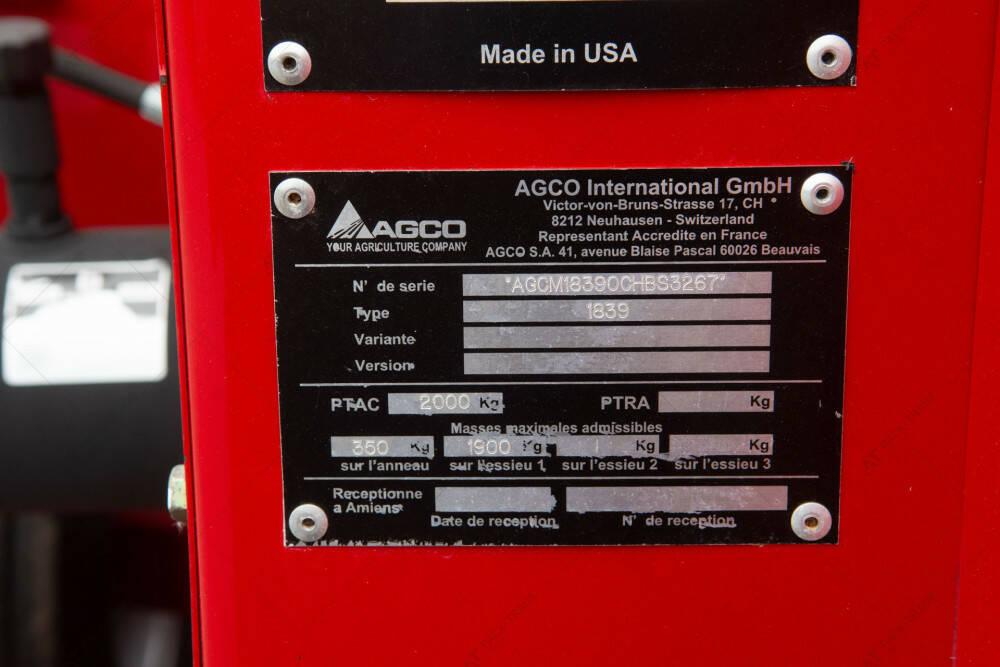 Made in USA
AGCO International GmbH
Victor-von-Bruns-Strasse 17, CH
8212 Neuhausen - Switzerland
Representant Accredite en France
AGCO S.A. 41, avenue Blaise Pascal 60026 Beauvais
AGCO
YOUR AGRICULTURE COMPANY
N° de serie *AGCM18390CHBS3267*
Type 1839
Variante
Version
PTAC 2000 Kg PTRA Kg
Masses maximales admissibles
350 Kg 1900 Kg Kg Kg
sur l'anneau sur l'essieu 1 sur l'essieu 2 sur l'essieu 3
Receptionne
a Amiens
Date de reception N° de reception